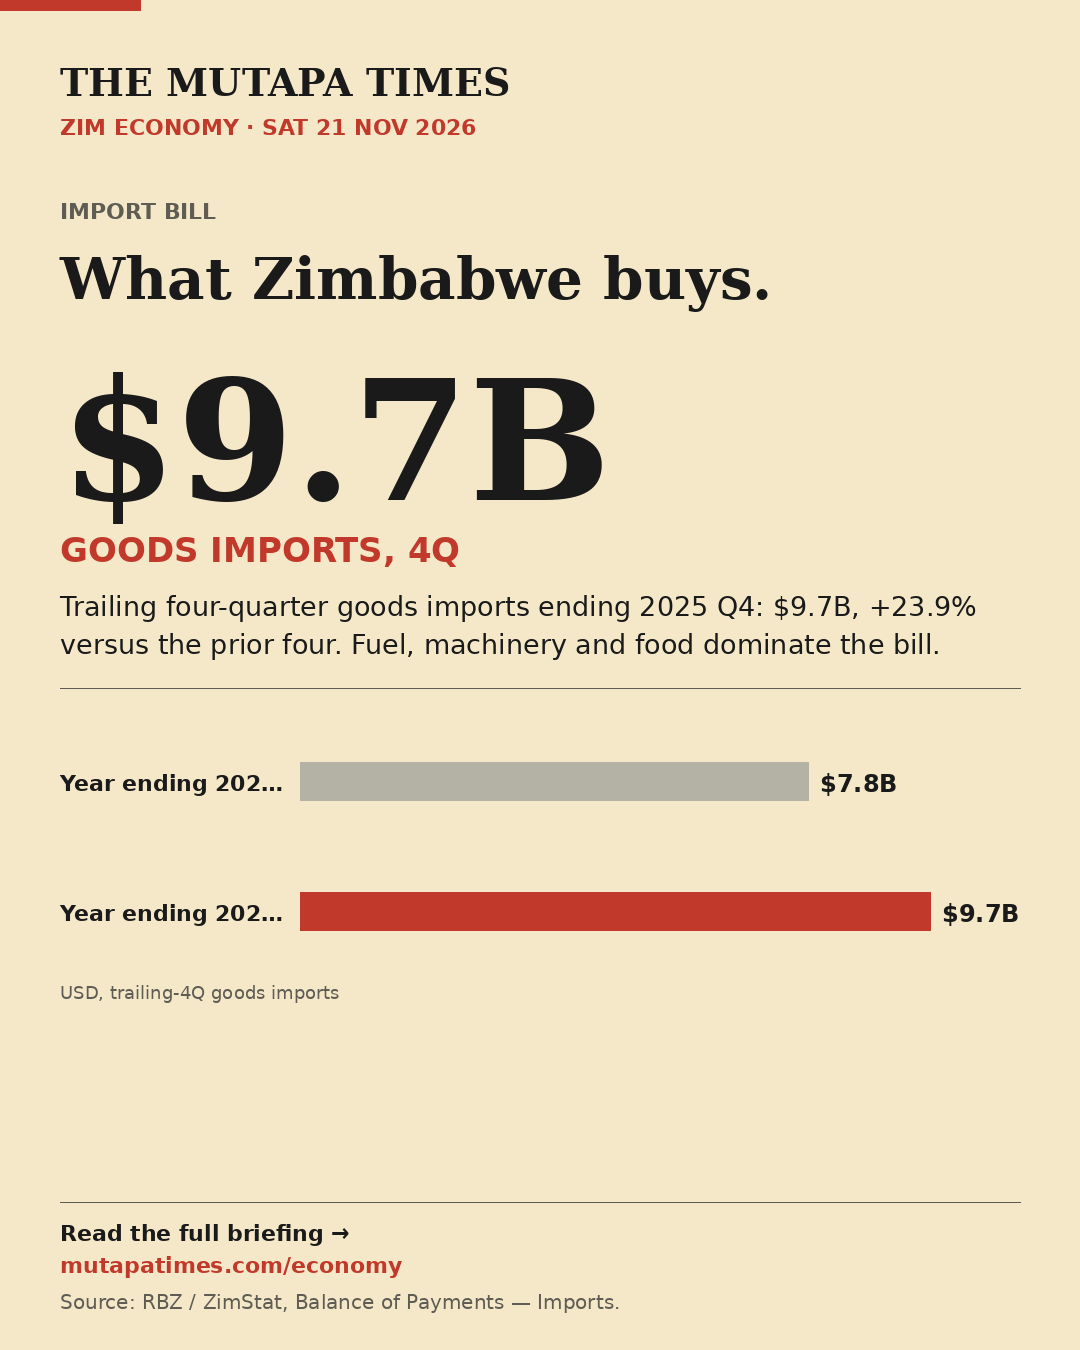 THE MUTAPA TIMES
ZIM ECONOMY · SAT 21 NOV 2026
IMPORT BILL
What Zimbabwe buys.
$9.7B
GOODS IMPORTS, 4Q
Trailing four-quarter goods imports ending 2025 Q4: $9.7B, +23.9%
versus the prior four. Fuel, machinery and food dominate the bill.
Year ending 202… $7.8B
Year ending 202… $9.7B
USD, trailing-4Q goods imports
Read the full briefing →
mutapatimes.com/economy
Source: RBZ / ZimStat, Balance of Payments — Imports.